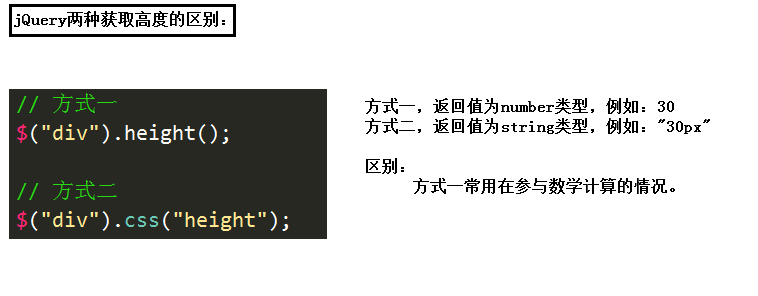 jQuery两种获取高度的区别：
// 方式一
$("div").height();
// 方式二
$("div").css("height");
方式一，返回值为number类型，例如：30
方式二，返回值为string类型，例如："30px"
区别：
方式一常用在参与数学计算的情况。